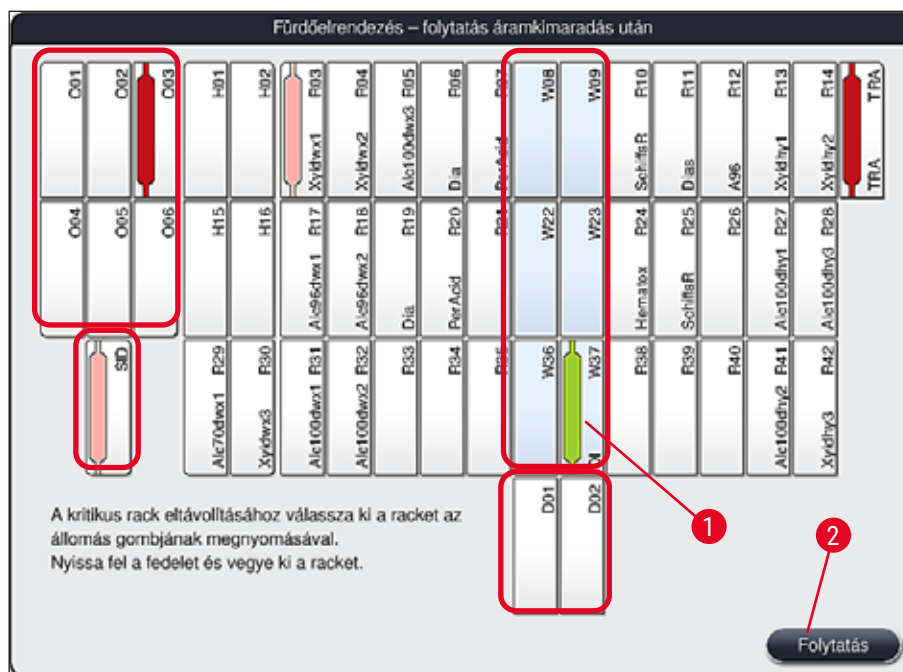 Fürdőelrendezés – folytatás áramkimaradás után
O01
O02
O03
H01
H02
R03 Xyldwx1
R04 Xyldwx2
R05 Alc100dwx3
R06 Dia
R07 PerAcid
W08
W09
R10 SchiffsR
R11 Dias
R12 A96
R13 Xyldhy1
R14 Xyldhy2
TRA TRA
O04
O05
O06
H15
H16
R17 Alc96dwx1
R18 Alc96dwx2
R19 Dia
R20 PerAcid
R21
W22
W23
R24 Hematox
R25 SchiffsR
R26
R27 Alc100dhy1
R28 Alc100dhy3
SID
R29 Alc70dwx1
R30 Xyldwx3
R31 Alc100dwx1
R32 Alc100dwx2
R33
R34
R35
W36
W37 DI
R38
R39
R40
R41 Alc100dhy2
R42 Xyldhy3
D01
D02
1
2
A kritikus rack eltávolításához válassza ki a racket az
állomás gombjának megnyomásával.
Nyissa fel a fedelet és vegye ki a racket.
Folytatás